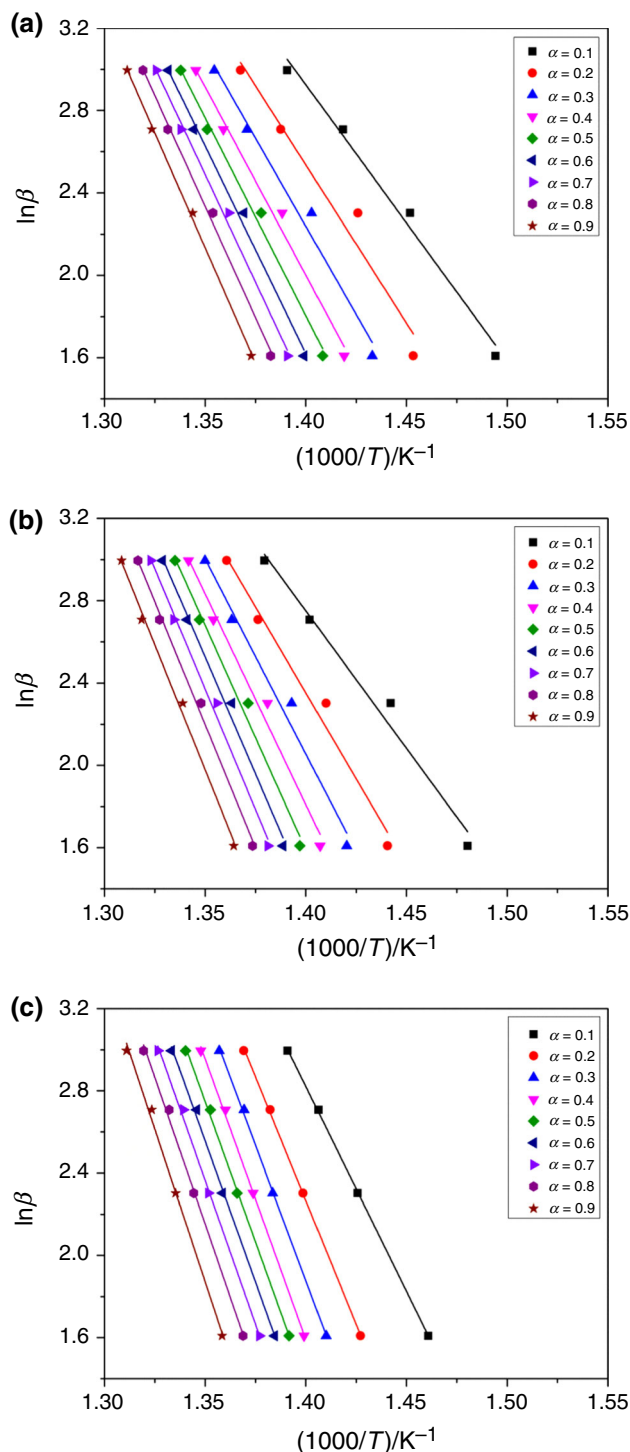 (a)
3.2
2.8
2.4
2.0
1.6
lnβ
α = 0.1
α = 0.2
α = 0.3
α = 0.4
α = 0.5
α = 0.6
α = 0.7
α = 0.8
α = 0.9
1.30 1.35 1.40 1.45 1.50 1.55
(1000/T)/K⁻¹
(b)
3.2
2.8
2.4
2.0
1.6
lnβ
α = 0.1
α = 0.2
α = 0.3
α = 0.4
α = 0.5
α = 0.6
α = 0.7
α = 0.8
α = 0.9
1.30 1.35 1.40 1.45 1.50 1.55
(1000/T)/K⁻¹
(c)
3.2
2.8
2.4
2.0
1.6
lnβ
α = 0.1
α = 0.2
α = 0.3
α = 0.4
α = 0.5
α = 0.6
α = 0.7
α = 0.8
α = 0.9
1.30 1.35 1.40 1.45 1.50 1.55
(1000/T)/K⁻¹